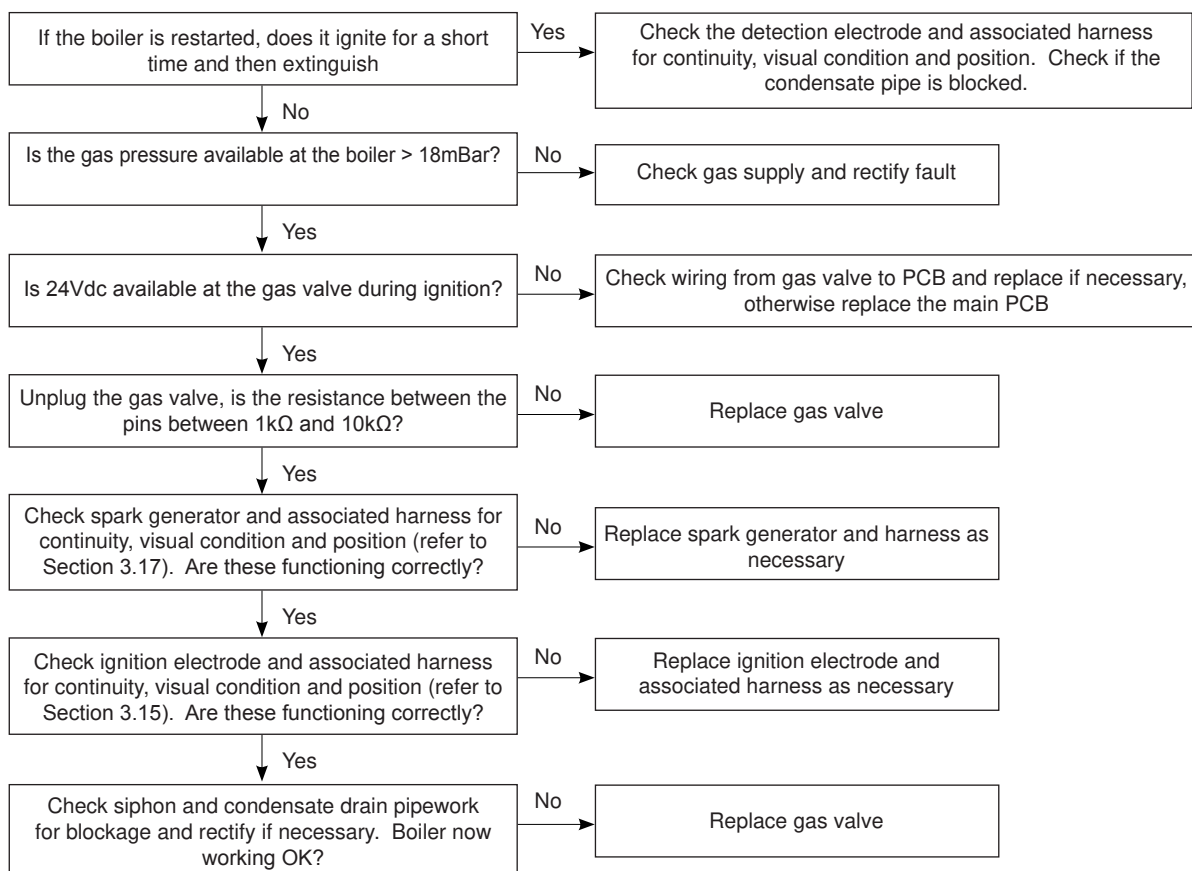 If the boiler is restarted, does it ignite for a short
time and then extinguish
Yes
Check the detection electrode and associated harness
for continuity, visual condition and position.  Check if the
condensate pipe is blocked.
No
Is the gas pressure available at the boiler > 18mBar?
No
Check gas supply and rectify fault
Yes
Is 24Vdc available at the gas valve during ignition?
No
Check wiring from gas valve to PCB and replace if necessary,
otherwise replace the main PCB
Yes
Unplug the gas valve, is the resistance between the
pins between 1kΩ and 10kΩ?
No
Replace gas valve
Yes
Check spark generator and associated harness for
continuity, visual condition and position (refer to
Section 3.17).  Are these functioning correctly?
No
Replace spark generator and harness as
necessary
Yes
Check ignition electrode and associated harness
for continuity, visual condition and position (refer to
Section 3.15).  Are these functioning correctly?
No
Replace ignition electrode and
associated harness as necessary
Yes
Check siphon and condensate drain pipework
for blockage and rectify if necessary.  Boiler now
working OK?
No
Replace gas valve